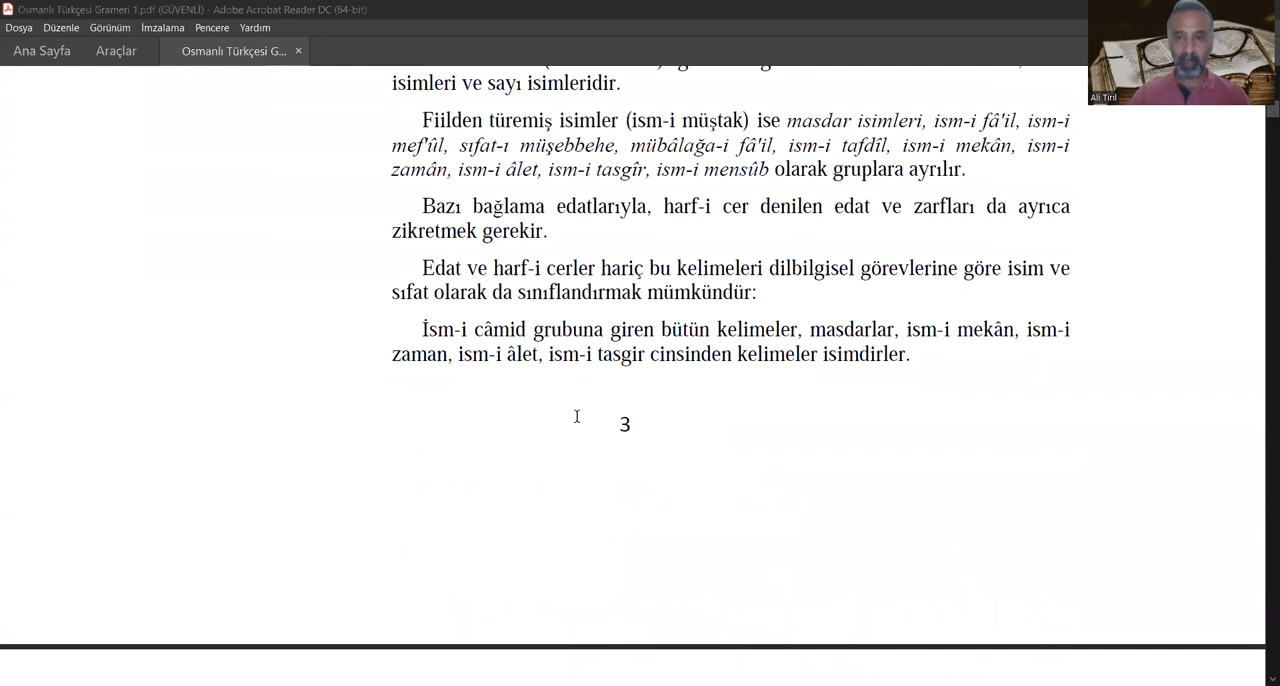 Osmanlı Türkçesi Grameri 1.pdf (GÜVENLİ) - Adobe Acrobat Reader DC (64-bit)
Dosya Düzenle Görünüm İmzalama Pencere Yardım
Ana Sayfa Araçlar Osmanlı Türkçesi G... ×
Ali Tiril
isimleri ve sayı isimleridir.
Fiilden türemiş isimler (ism-i müştak) ise masdar isimleri, ism-i fâ'il, ism-i
mef'ûl, sıfat-ı müşebbehe, mübâlağa-i fâ'il, ism-i tafdîl, ism-i mekân, ism-i
zamân, ism-i âlet, ism-i tasgîr, ism-i mensûb olarak gruplara ayrılır.
Bazı bağlama edatlarıyla, harf-i cer denilen edat ve zarfları da ayrıca
zikretmek gerekir.
Edat ve harf-i cerler hariç bu kelimeleri dilbilgisel görevlerine göre isim ve
sıfat olarak da sınıflandırmak mümkündür:
İsm-i câmid grubuna giren bütün kelimeler, masdarlar, ism-i mekân, ism-i
zaman, ism-i âlet, ism-i tasgir cinsinden kelimeler isimdirler.
3